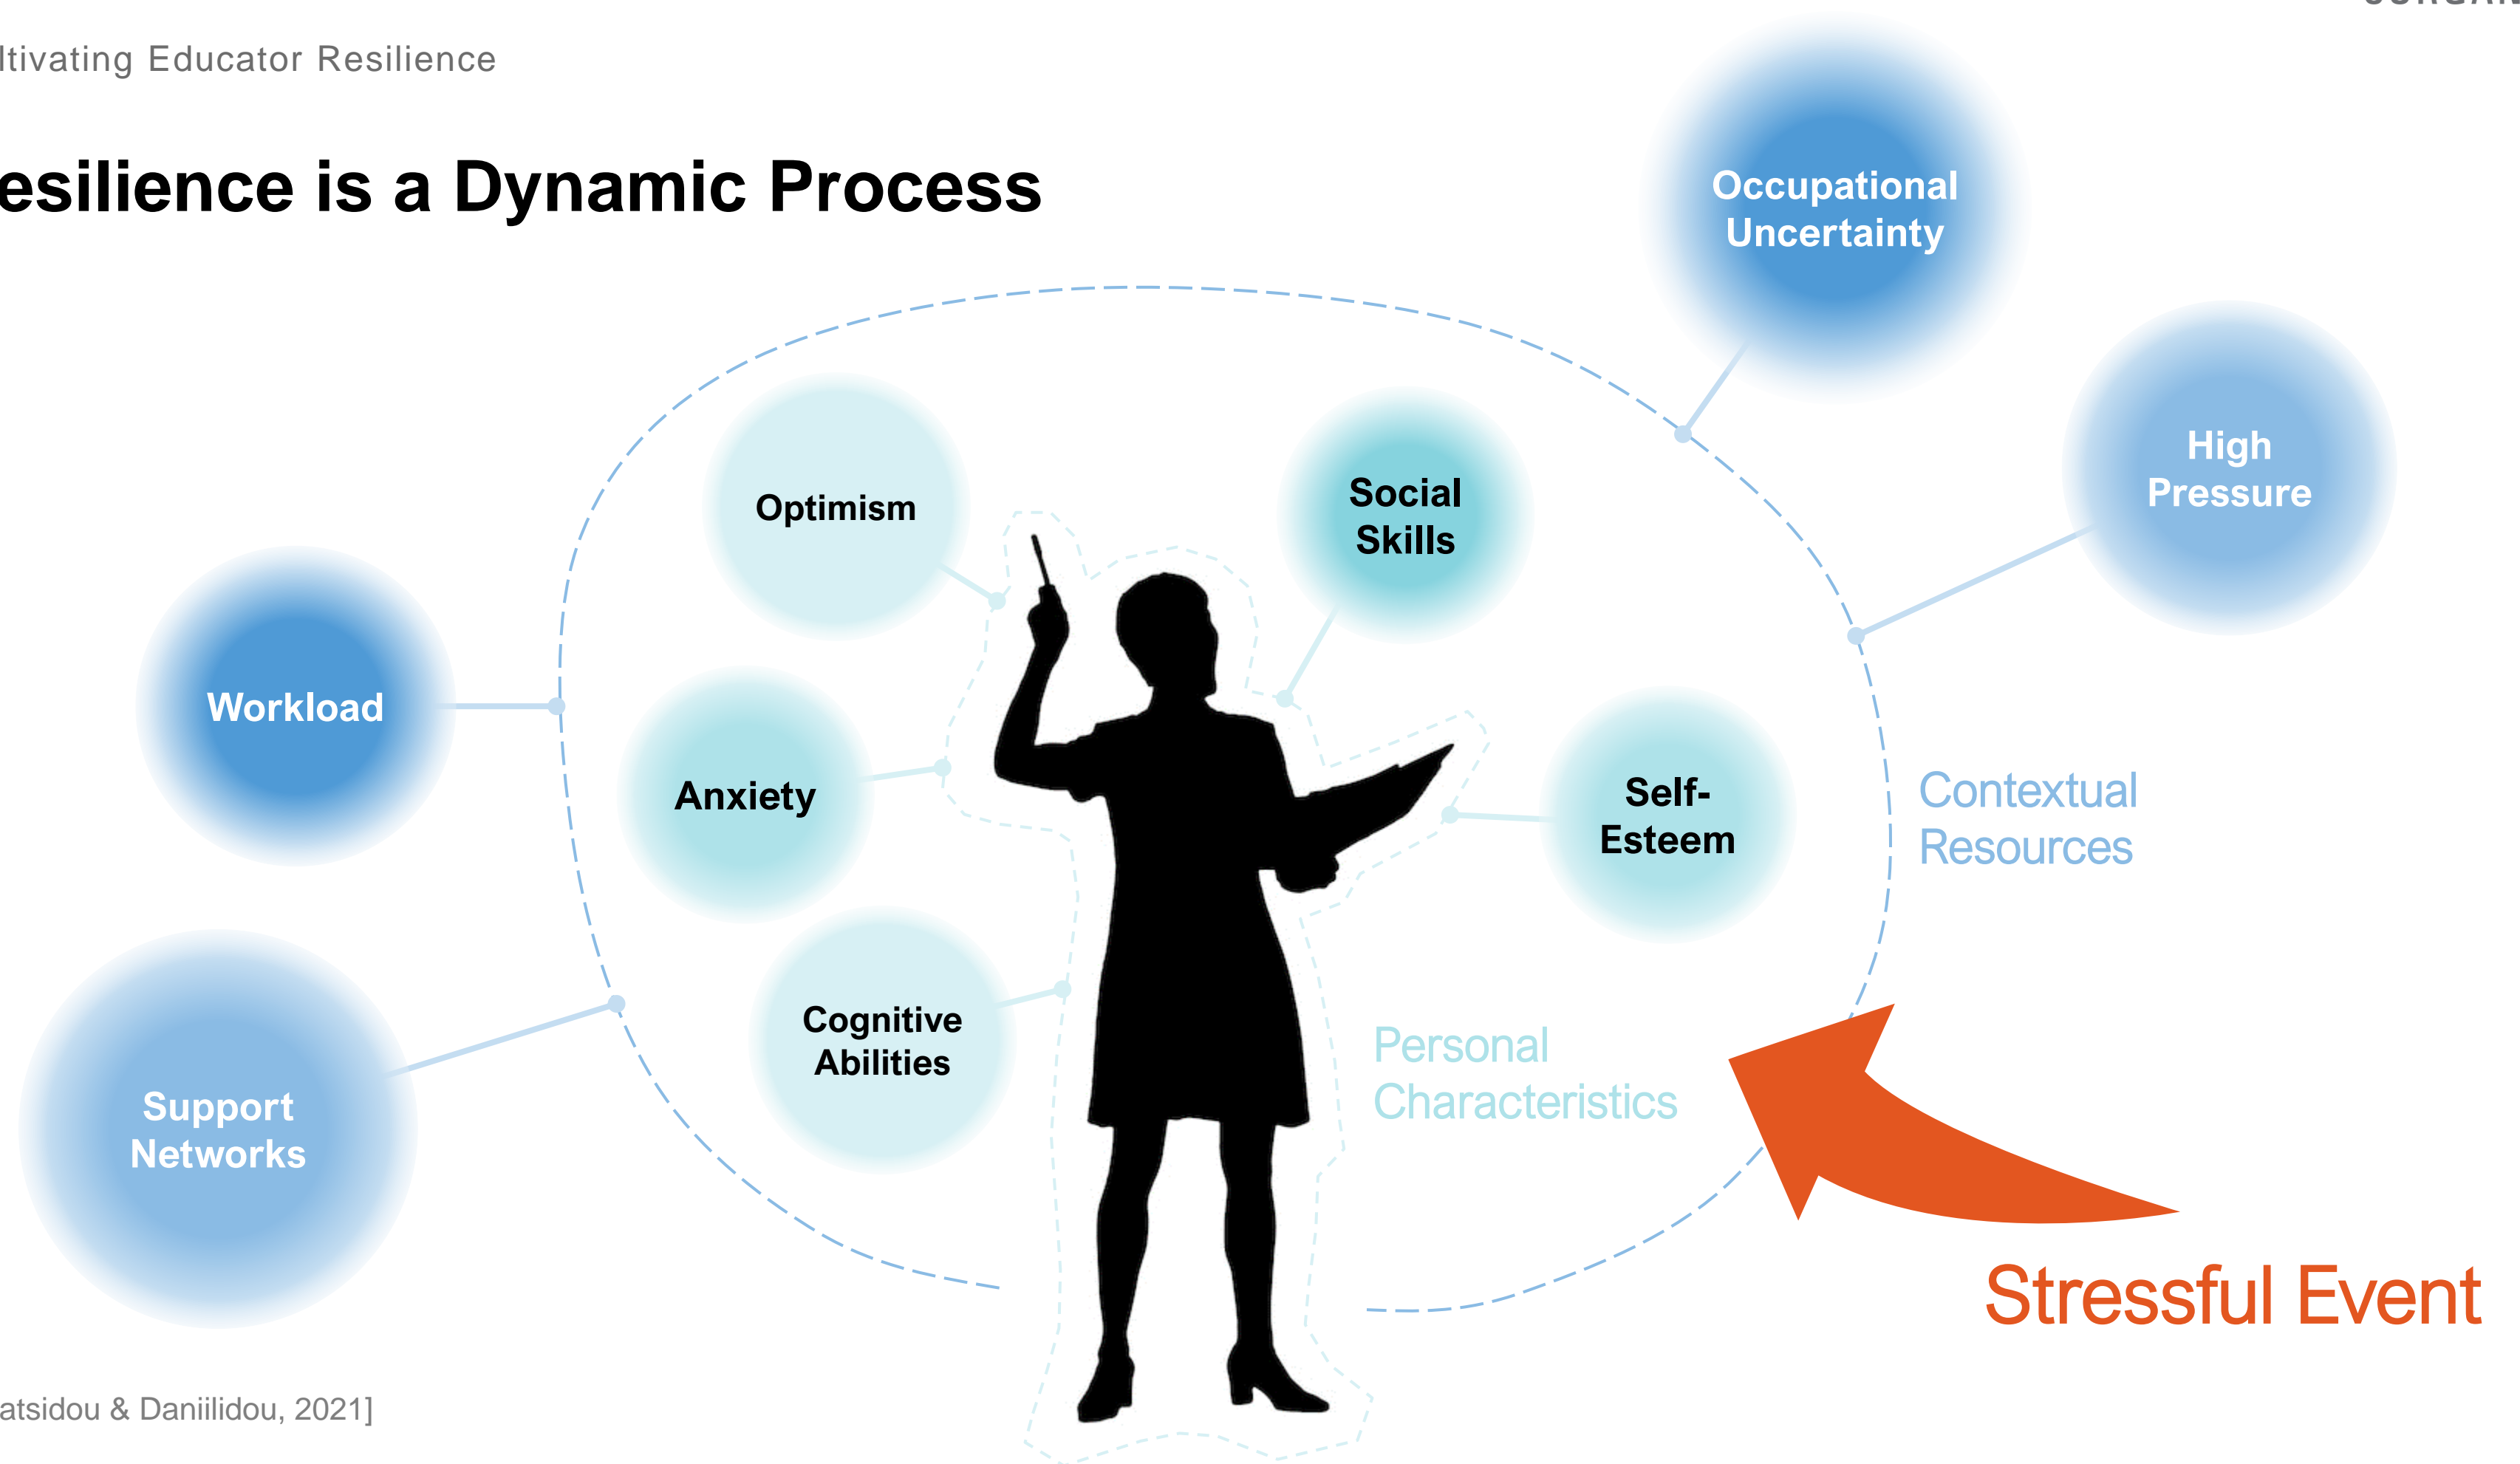 ltivating Educator Resilience
esilience is a Dynamic Process
Occupational
Uncertainty
High
Pressure
Optimism
Social
Skills
Workload
Anxiety
Self-
Esteem
Contextual
Resources
Cognitive
Abilities
Personal
Characteristics
Support
Networks
Stressful Event
atsidou & Daniilidou, 2021]